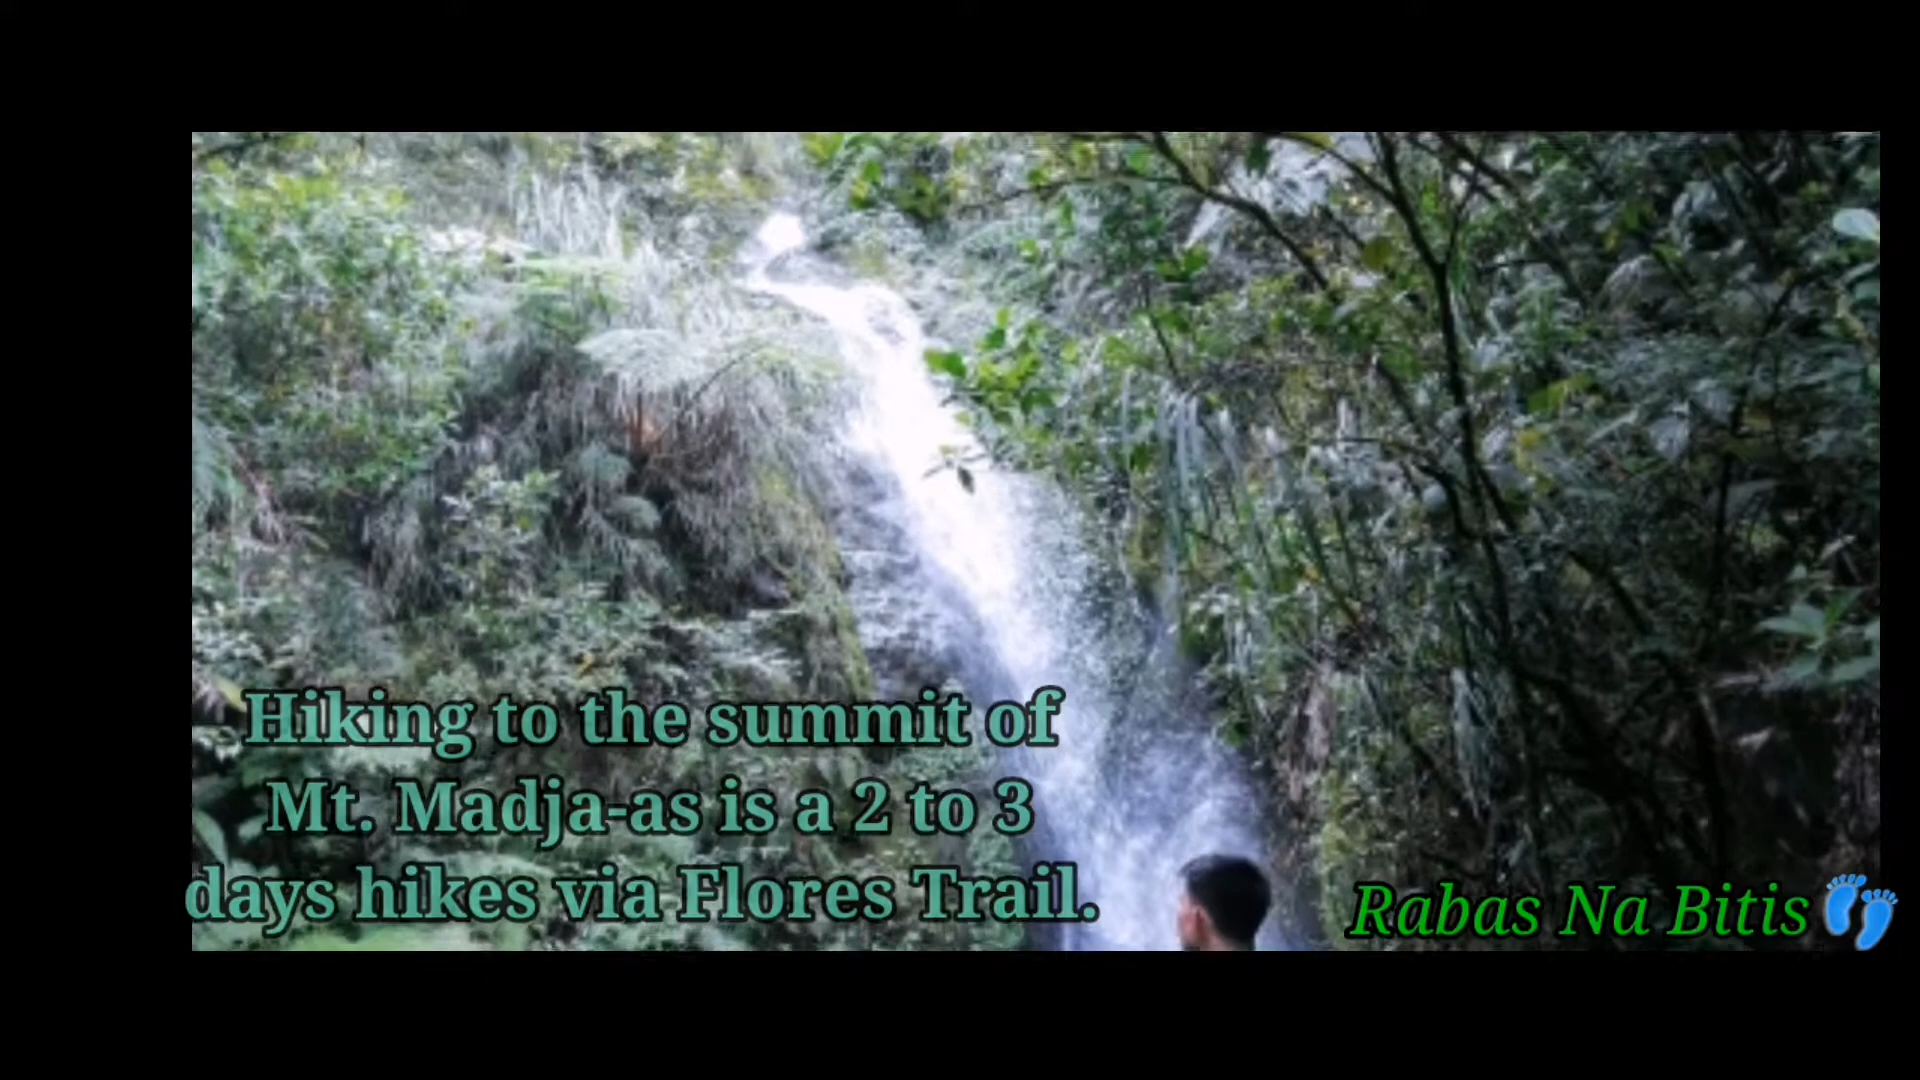 Hiking to the summit of
Mt. Madja-as is a 2 to 3
days hikes via Flores Trail.
Rabas Na Bitis 👣